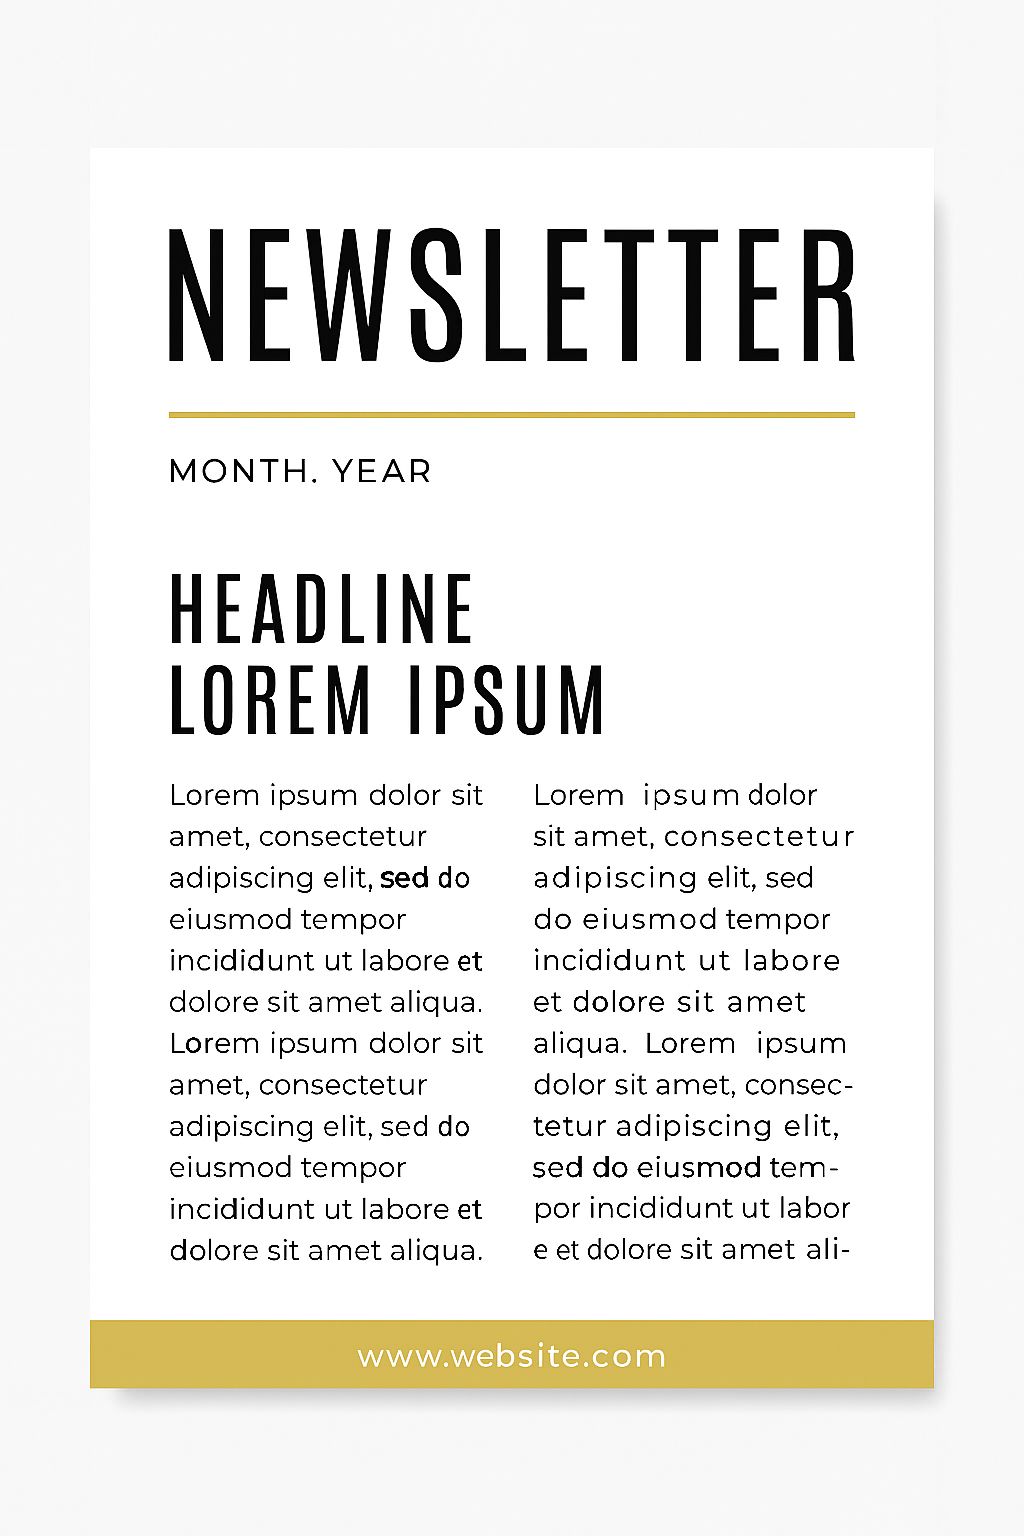 NEWSLETTER
MONTH. YEAR
HEADLINE
LOREM IPSUM
Lorem ipsum dolor sit
amet, consectetur
adipiscing elit, sed do
eiusmod tempor
incididunt ut labore et
dolore sit amet aliqua.
Lorem ipsum dolor sit
amet, consectetur
adipiscing elit, sed do
eiusmod tempor
incididunt ut labore et
dolore sit amet aliqua.
Lorem ipsum dolor
sit amet, consectetur
adipiscing elit, sed
do eiusmod tempor
incididunt ut labore
et dolore sit amet
aliqua. Lorem ipsum
dolor sit amet, consec-
tetur adipiscing elit,
sed do eiusmod tem-
por incididunt ut labor
e et dolore sit amet ali-
www.website.com